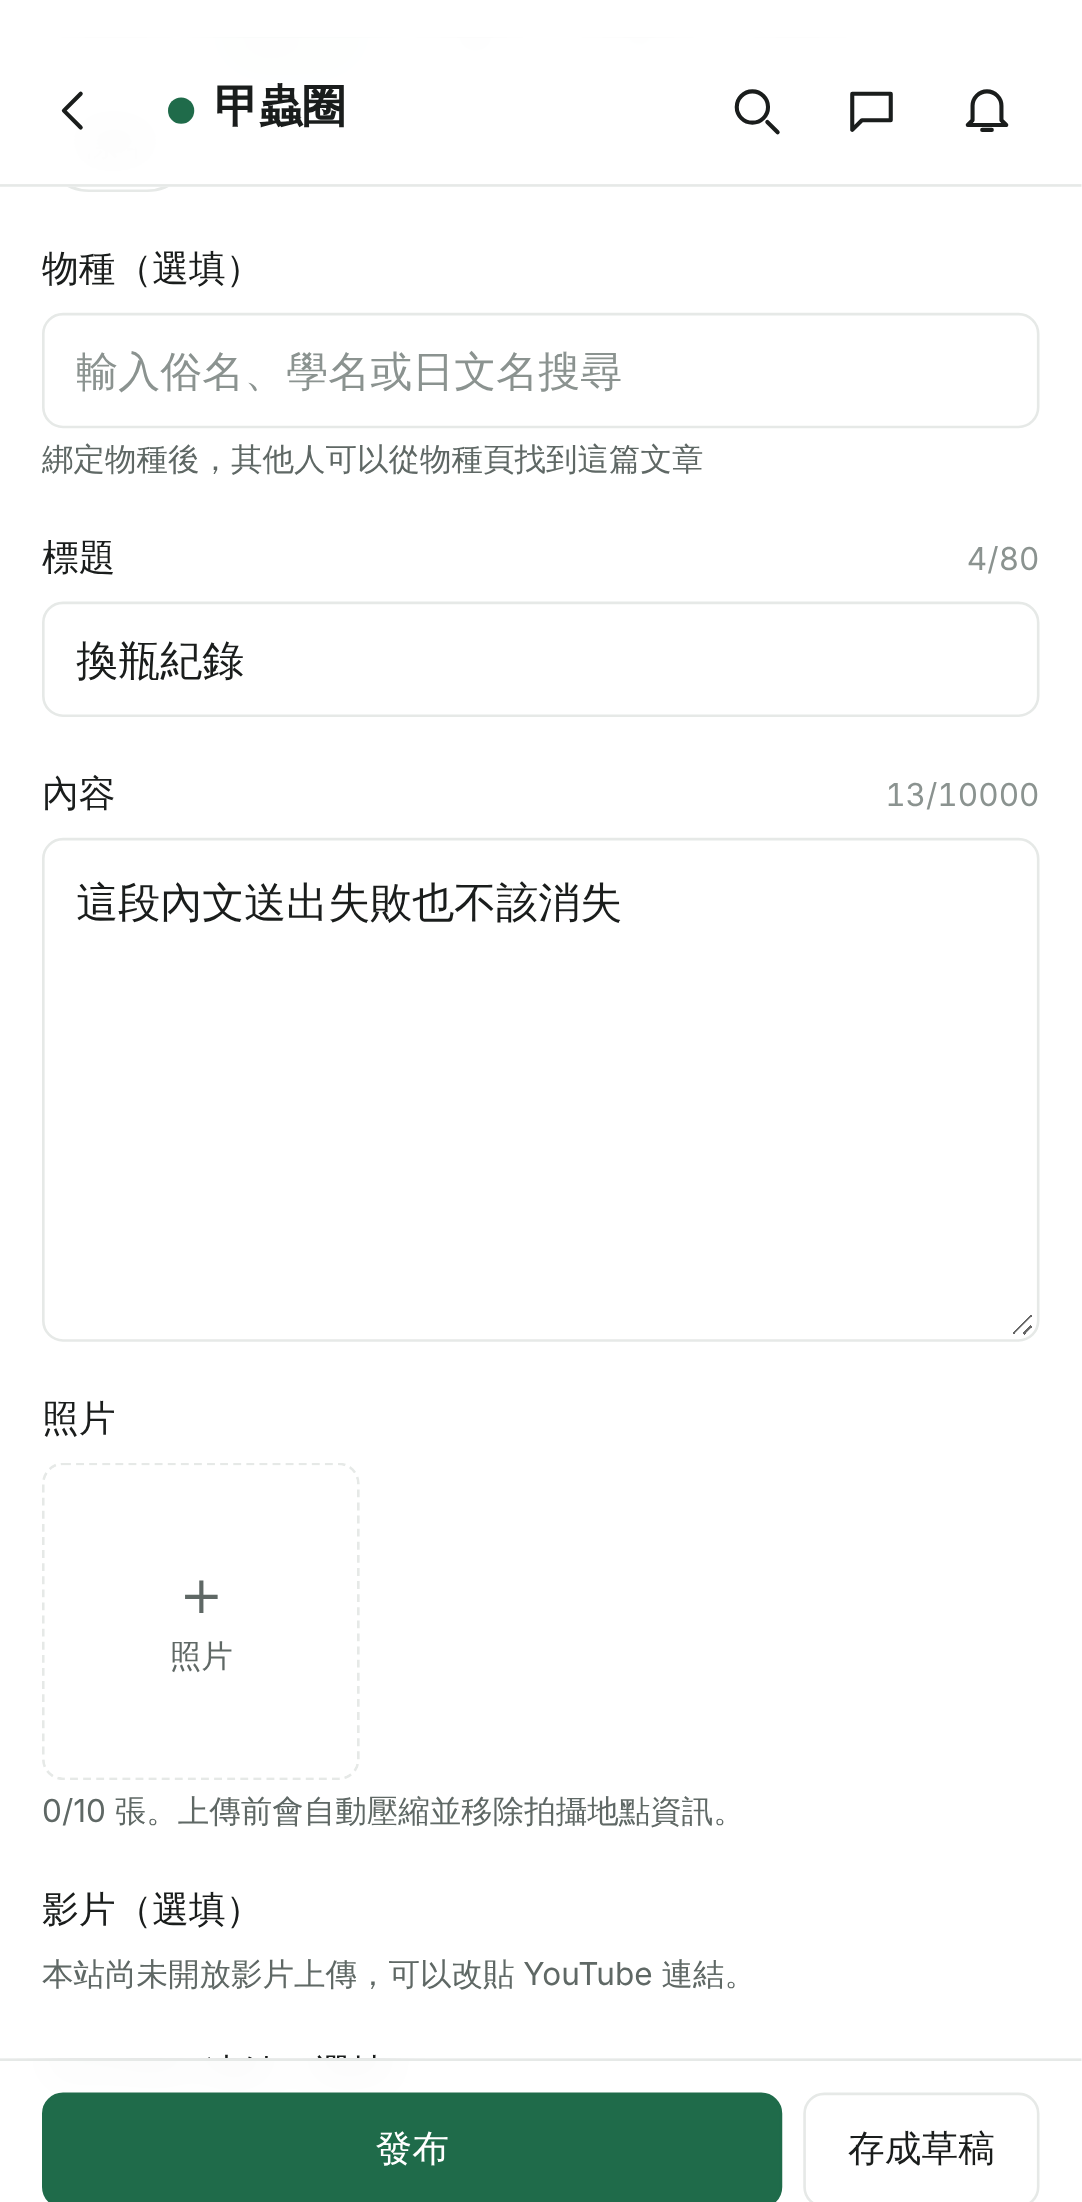 甲蟲圈
物種（選填）
輸入俗名、學名或日文名搜尋
綁定物種後，其他人可以從物種頁找到這篇文章
標題
4/80
換瓶紀錄
內容
13/10000
這段內文送出失敗也不該消失
照片
照片
0/10 張。上傳前會自動壓縮並移除拍攝地點資訊。
影片（選填）
本站尚未開放影片上傳，可以改貼 YouTube 連結。
發布
存成草稿